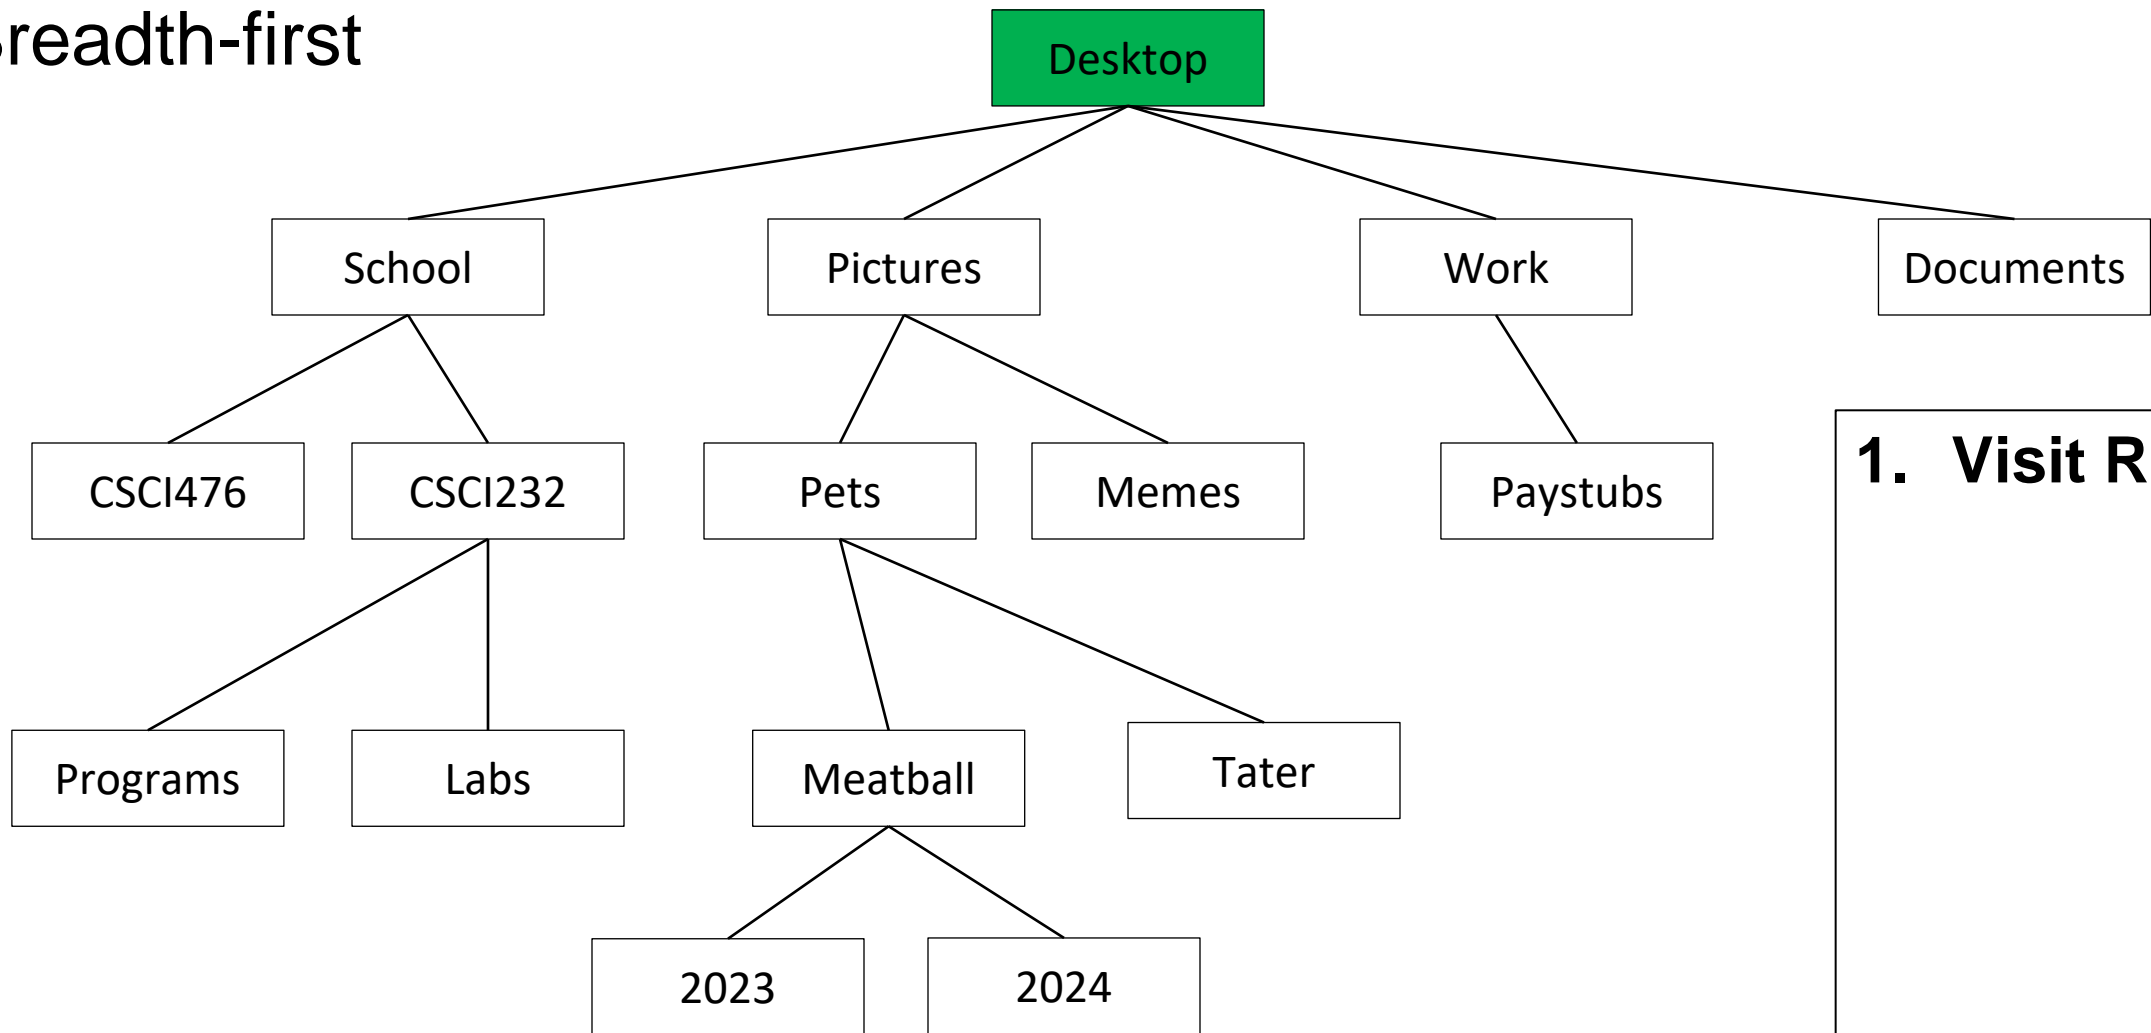 readth-first
Desktop
School Pictures Work Documents
CSCI476 CSCI232 Pets Memes Paystubs
1. Visit R
Programs Labs Meatball Tater
2023 2024